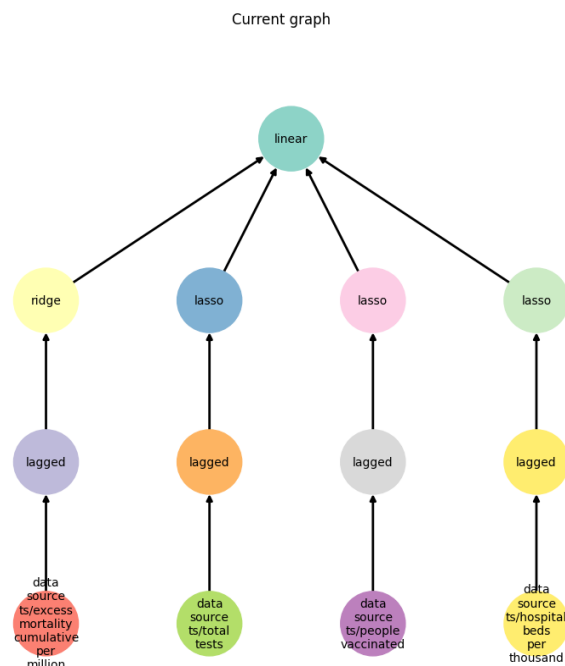 Current graph
linear
ridge
lasso
lasso
lasso
lagged
lagged
lagged
lagged
data
source
ts/excess
mortality
cumulative
per
million
data
source
ts/total
tests
data
source
ts/people
vaccinated
data
source
ts/hospital
beds
per
thousand